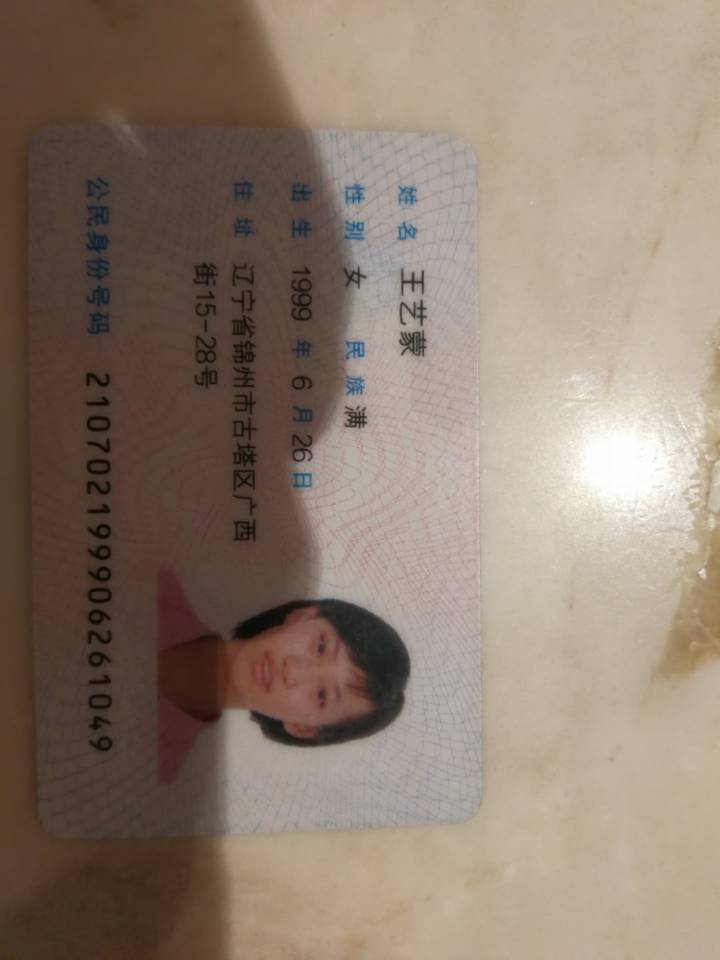 姓名 王艺蒙
性别 女 民族 满
出生 1999 年 6 月 26 日
住址 辽宁省锦州市古塔区广西
街15-28号
公民身份号码 210702199906261049